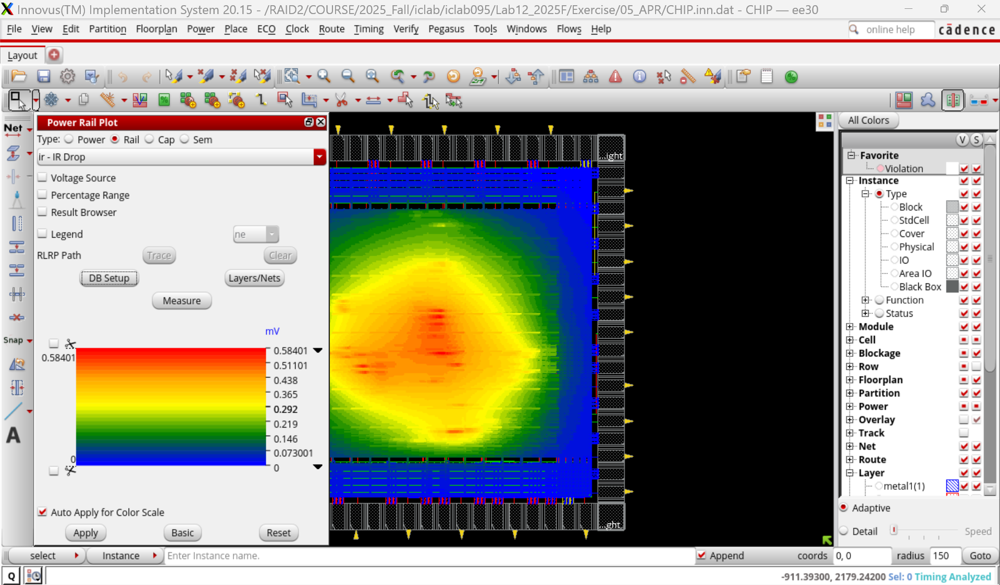 Innovus(TM) Implementation System 20.15 - /RAID2/COURSE/2025_Fall/iclab/iclab095/Lab12_2025F/Exercise/05_APR/CHIP.inn.dat - CHIP — ee30
File View Edit Partition Floorplan Power Place ECO Clock Route Timing Verify Pegasus Tools Windows Flows Help
online help
cādence
Layout
Net
Snap
A
Power Rail Plot
Type: Power Rail Cap Sem
ir - IR Drop
Voltage Source
Percentage Range
Result Browser
Legend
ne
RLRP Path
Trace
Clear
DB Setup
Layers/Nets
Measure
mV
0.58401
0
0.58401
0.51101
0.438
0.365
0.292
0.219
0.146
0.073001
0
Auto Apply for Color Scale
Apply
Basic
Reset
...ight
...ght
All Colors
V S
Favorite
Violation
Instance
Type
Block
StdCell
Cover
Physical
IO
Area IO
Black Box
Function
Status
Module
Cell
Blockage
Row
Floorplan
Partition
Power
Overlay
Track
Net
Route
Layer
metal1(1)
Adaptive
Detail
Speed
select
Instance
Enter Instance name.
Append
coords
0, 0
radius
150
Goto
Q
-911.39300, 2179.24200 Sel: 0 Timing Analyzed